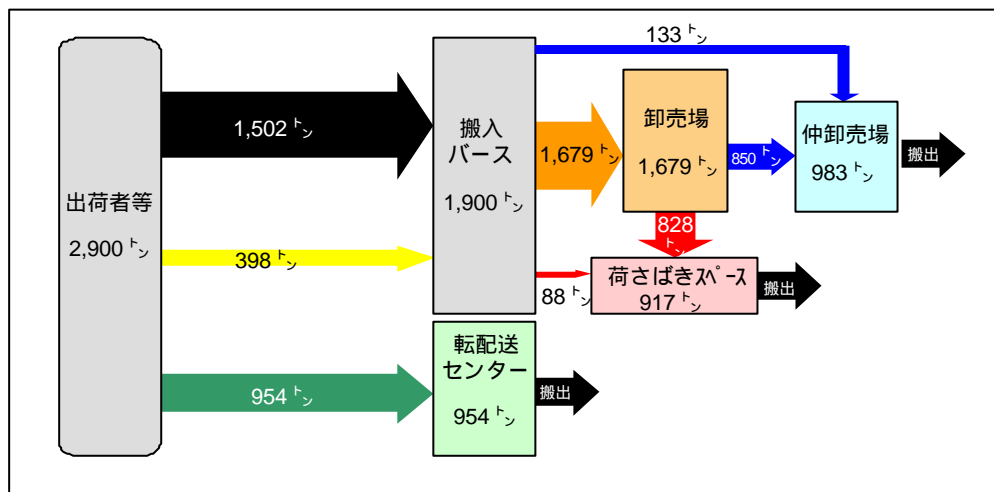 出荷者等
2,900 ㌧
1,502 ㌧
398 ㌧
954 ㌧
搬入
バース
1,900 ㌧
転配送
センター
954 ㌧
搬出
133 ㌧
1,679 ㌧
88 ㌧
卸売場
1,679 ㌧
850 ㌧
828
㌧
荷さばきｽﾍﾟｰｽ
917 ㌧
搬出
仲卸売場
983 ㌧
搬出